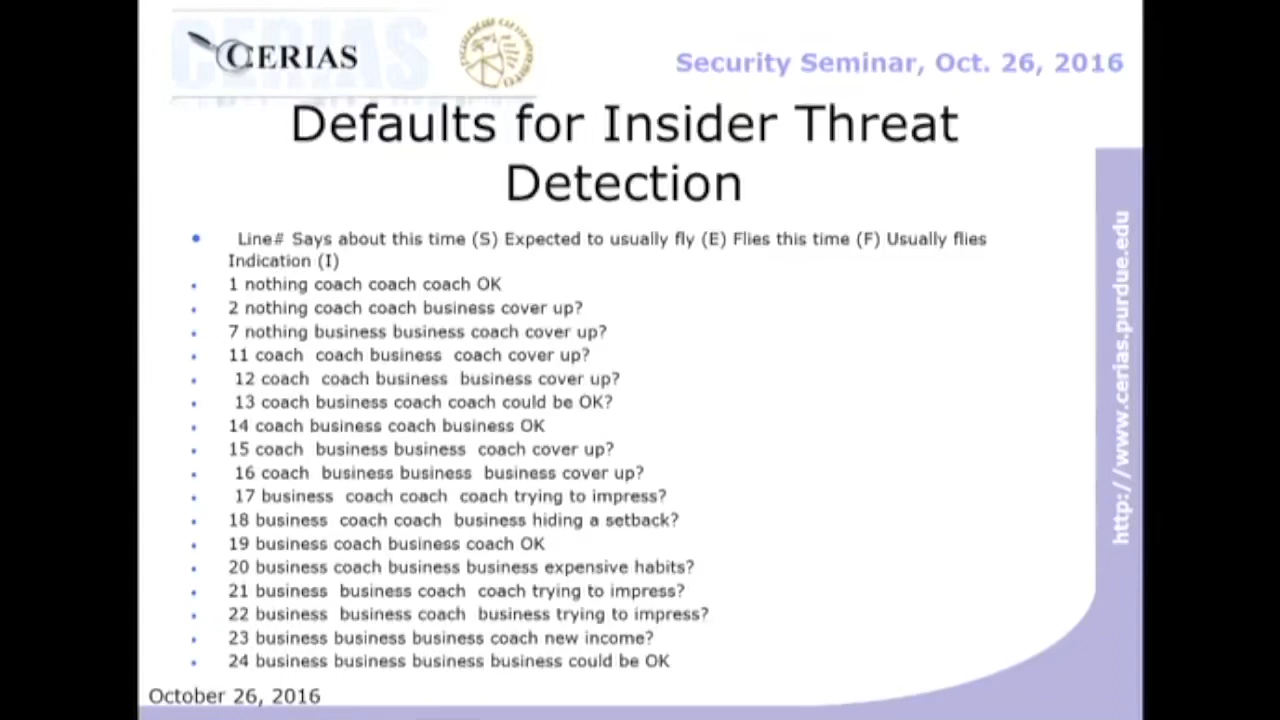 CERIAS
Security Seminar, Oct. 26, 2016
Defaults for Insider Threat
Detection
Line# Says about this time (S) Expected to usually fly (E) Flies this time (F) Usually flies
Indication (I)
1 nothing coach coach coach OK
2 nothing coach coach business cover up?
7 nothing business business coach cover up?
11 coach coach business coach cover up?
12 coach coach business business cover up?
13 coach business coach coach could be OK?
14 coach business coach business OK
15 coach business business coach cover up?
16 coach business business business cover up?
17 business coach coach coach trying to impress?
18 business coach coach business hiding a setback?
19 business coach business coach OK
20 business coach business business expensive habits?
21 business business coach coach trying to impress?
22 business business coach business trying to impress?
23 business business business coach new income?
24 business business business business could be OK
October 26, 2016
http://www.cerias.purdue.edu